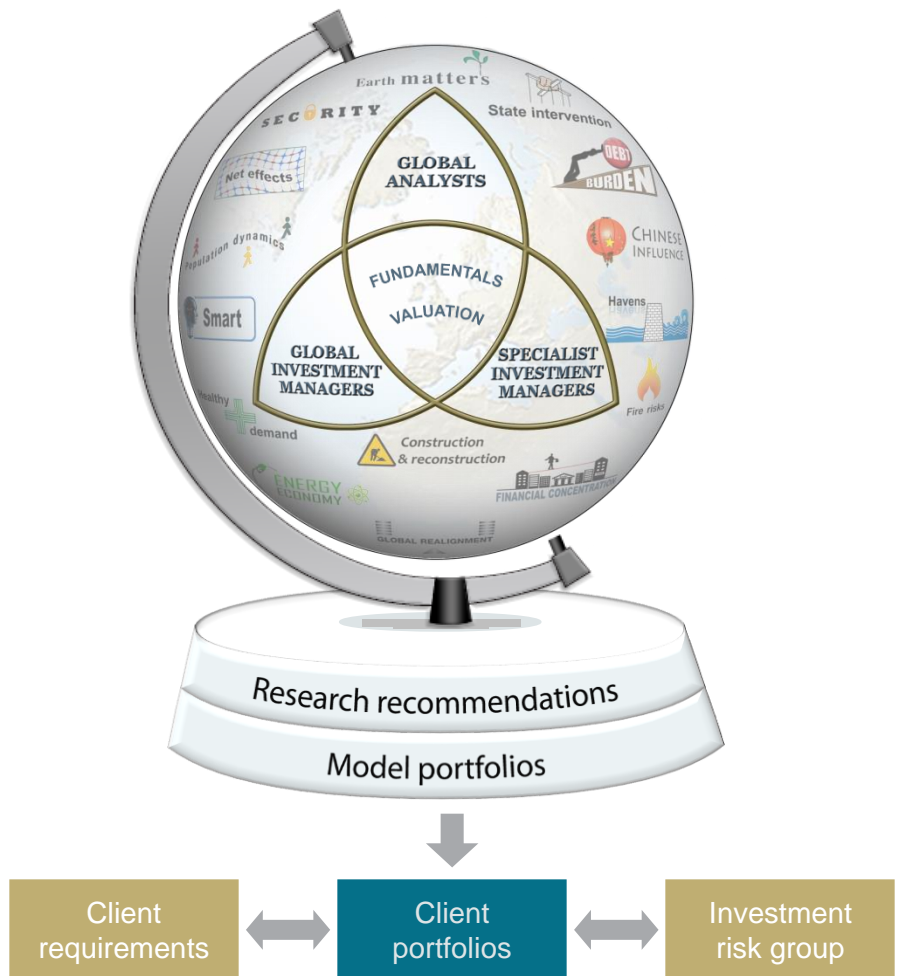 Earth matters
SECURITY
State intervention
Net effects
DEBT
BURDEN
GLOBAL
ANALYSTS
Population dynamics
CHINESE
INFLUENCE
FUNDAMENTALS
VALUATION
Smart
Havens
GLOBAL
INVESTMENT
MANAGERS
SPECIALIST
INVESTMENT
MANAGERS
Healthy
demand
Fire risks
Construction
& reconstruction
ENERGY
ECONOMY
FINANCIAL CONCENTRATION
GLOBAL REALIGNMENT
Research recommendations
Model portfolios
Client
requirements
Client
portfolios
Investment
risk group